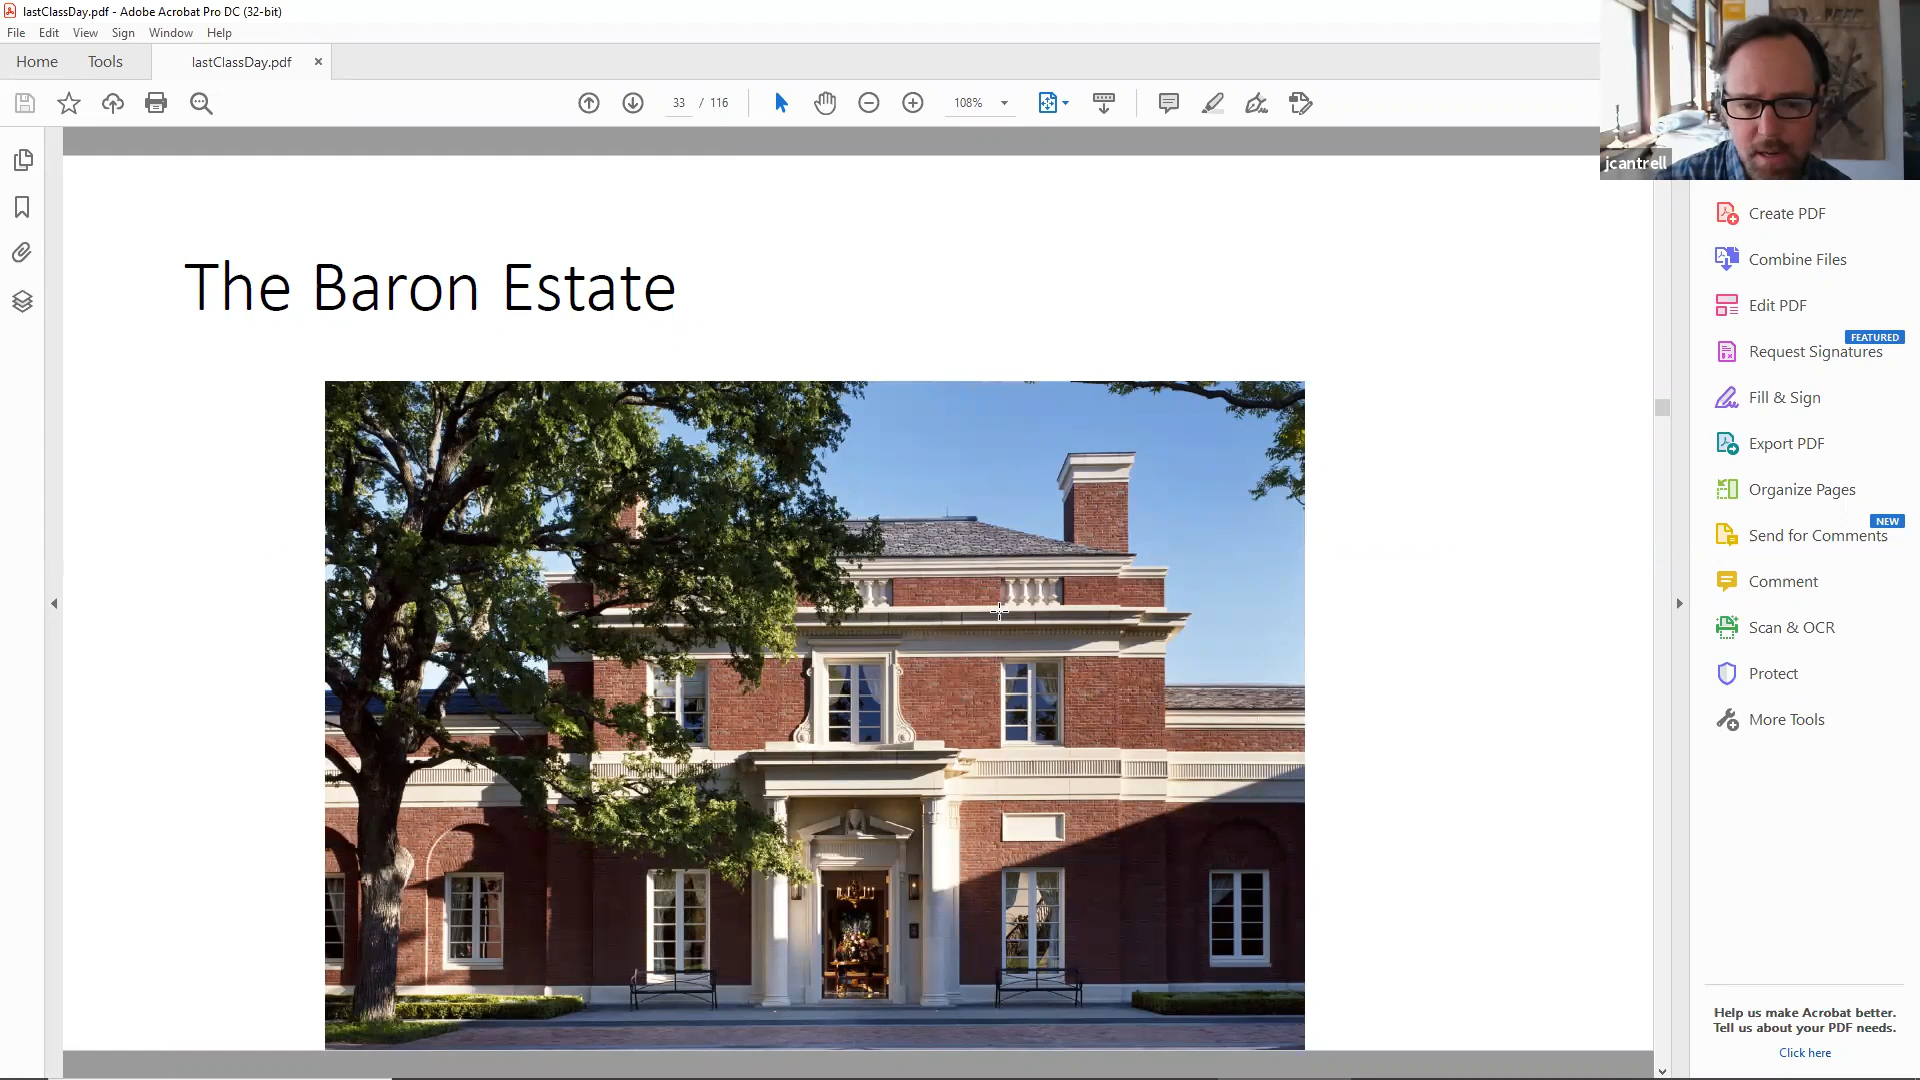 lastClassDay.pdf - Adobe Acrobat Pro DC (32-bit)
File Edit View Sign Window Help
Home Tools lastClassDay.pdf ×
33 / 116 108%
jcantrell
The Baron Estate
Create PDF
Combine Files
Edit PDF
FEATURED
Request Signatures
Fill & Sign
Export PDF
Organize Pages
NEW
Send for Comments
Comment
Scan & OCR
Protect
More Tools
Help us make Acrobat better.
Tell us about your PDF needs.
Click here